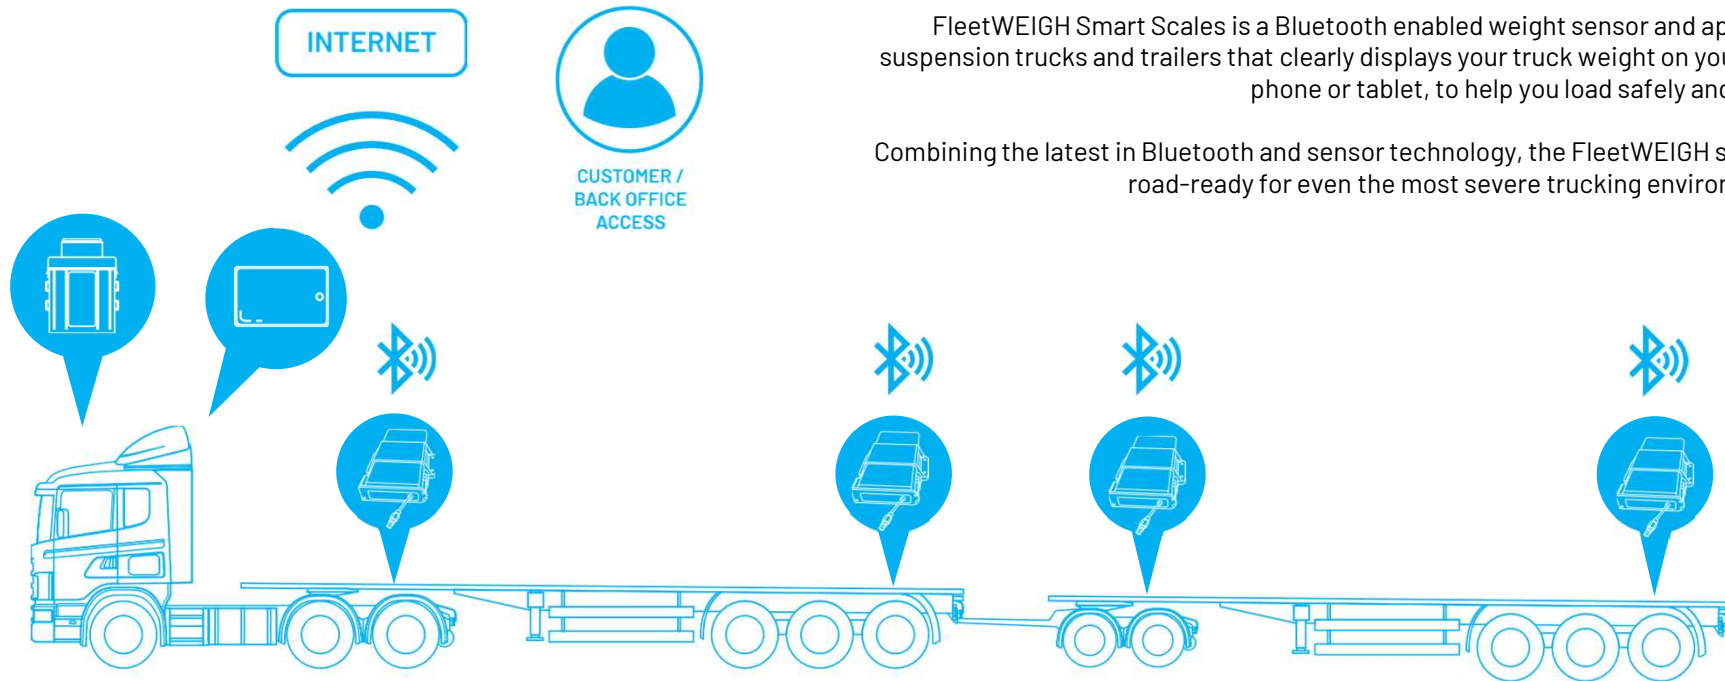 INTERNET
CUSTOMER /
BACK OFFICE
ACCESS
FleetWEIGH Smart Scales is a Bluetooth enabled weight sensor and
suspension trucks and trailers that clearly displays your truck weight on
phone or tablet, to help you load safely
Combining the latest in Bluetooth and sensor technology, the FleetWEIGH
road-ready for even the most severe trucking